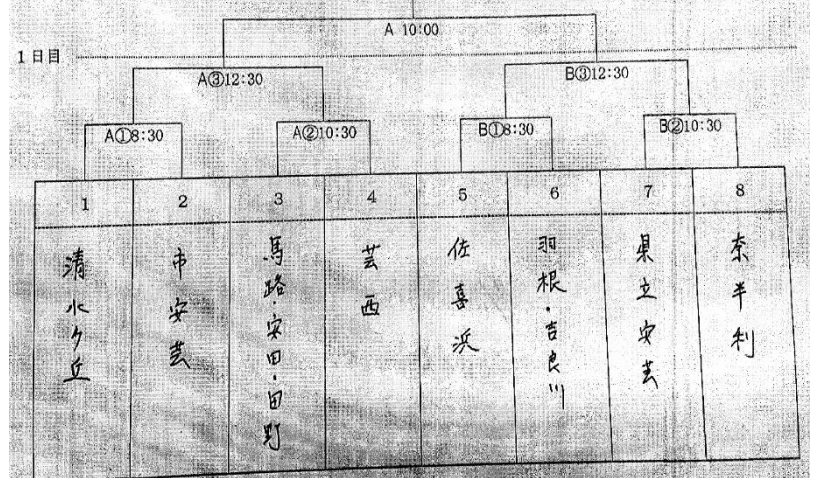 A 10:00
1日目
A③12:30
B③12:30
A①8:30
A②10:30
B①8:30
B②10:30
1
2
3
4
5
6
7
8
清水ヶ丘
市安芸
馬路・安田・田野
芸西
佐喜浜
羽根・吉良川
県立安芸
奈半利